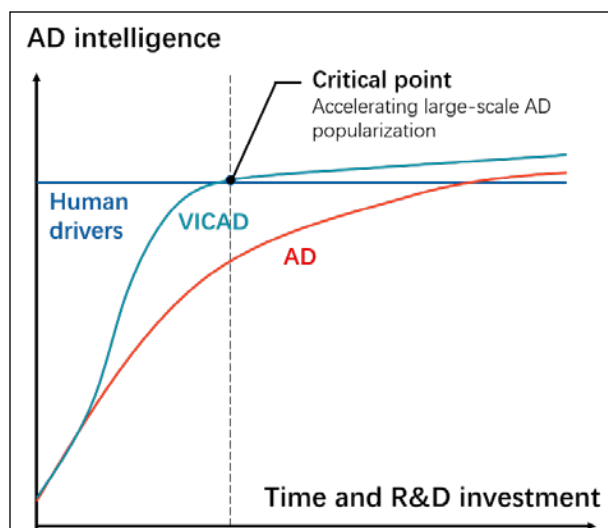 AD intelligence
Critical point
Accelerating large-scale AD
popularization
Human
drivers
VICAD
AD
Time and R&D investment